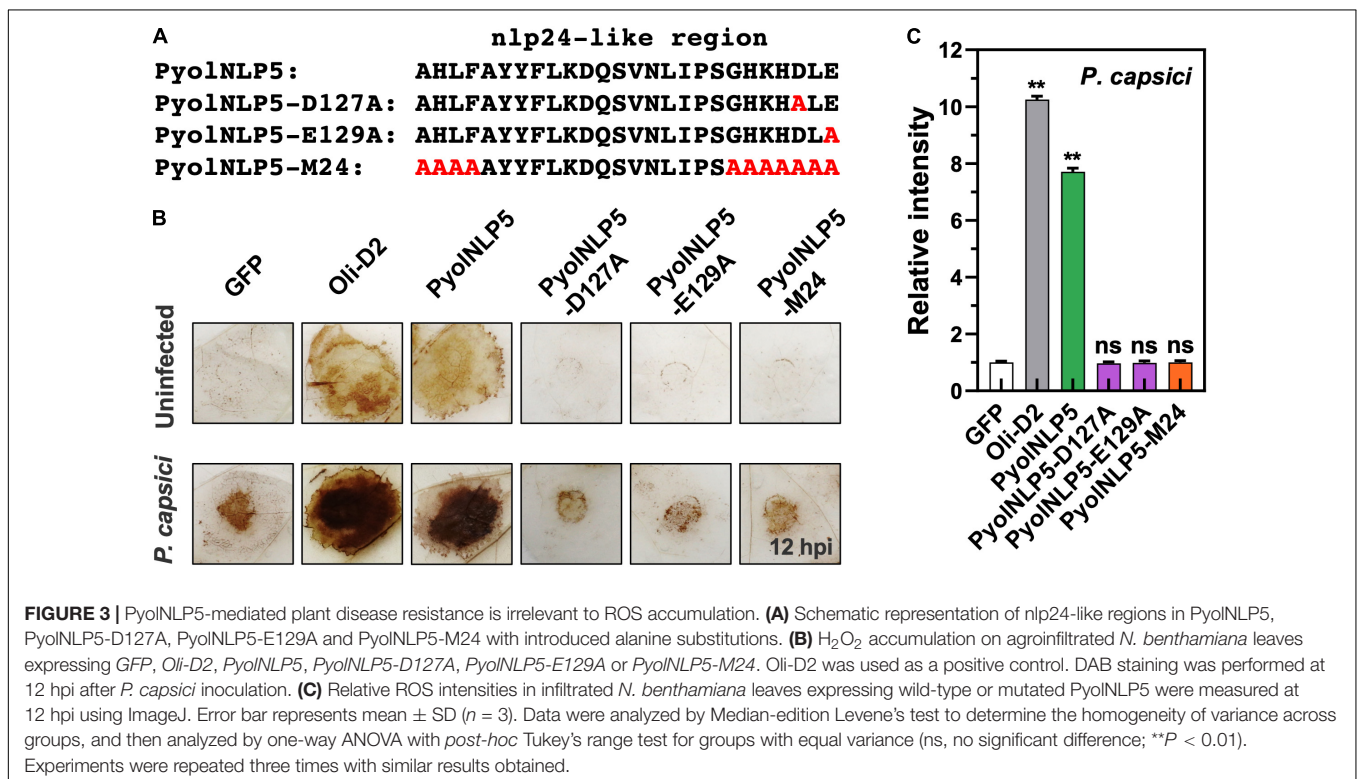 A
nlp24-like region
PyolNLP5: AHLFAYYFLKDQSVNLIPSGHKHDLE
PyolNLP5-D127A: AHLFAYYFLKDQSVNLIPSGHKHALE
PyolNLP5-E129A: AHLFAYYFLKDQSVNLIPSGHKHDLA
PyolNLP5-M24: AAAAAYYFLKDQSVNLIPSAAAAAAA
B
GFP
Oli-D2
PyolNLP5
PyolNLP5
-D127A
PyolNLP5
-E129A
PyolNLP5
-M24
Uninfected
P. capsici
12 hpi
C
P. capsici
Relative intensity
12
10
8
6
4
2
0
**
**
ns
ns
ns
GFP
Oli-D2
PyolNLP5
PyolNLP5-D127A
PyolNLP5-E129A
PyolNLP5-M24
FIGURE 3 | PyolNLP5-mediated plant disease resistance is irrelevant to ROS accumulation. (A) Schematic representation of nlp24-like regions in PyolNLP5,
PyolNLP5-D127A, PyolNLP5-E129A and PyolNLP5-M24 with introduced alanine substitutions. (B) H₂O₂ accumulation on agroinfiltrated N. benthamiana leaves
expressing GFP, Oli-D2, PyolNLP5, PyolNLP5-D127A, PyolNLP5-E129A or PyolNLP5-M24. Oli-D2 was used as a positive control. DAB staining was performed at
12 hpi after P. capsici inoculation. (C) Relative ROS intensities in infiltrated N. benthamiana leaves expressing wild-type or mutated PyolNLP5 were measured at
12 hpi using ImageJ. Error bar represents mean ± SD (n = 3). Data were analyzed by Median-edition Levene's test to determine the homogeneity of variance across
groups, and then analyzed by one-way ANOVA with post-hoc Tukey's range test for groups with equal variance (ns, no significant difference; **P < 0.01).
Experiments were repeated three times with similar results obtained.